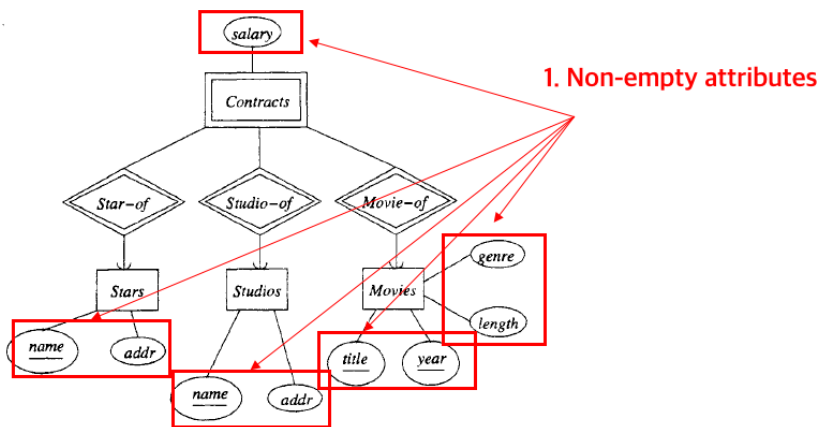 salary
1. Non-empty attributes
Contracts
Star-of
Studio-of
Movie-of
genre
Stars
Studios
Movies
length
name
addr
title
year
name
addr